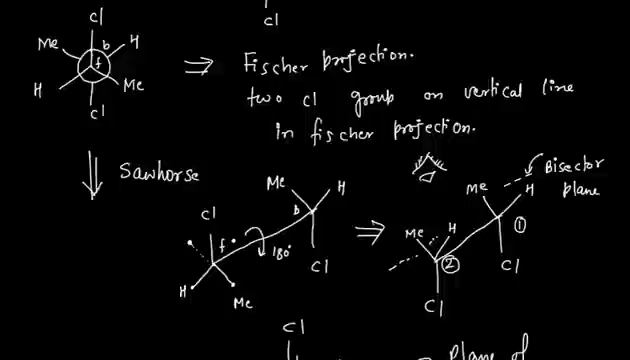 Cl
Cl
Me b H
f
H Me
Cl
⇒ Fischer projection.
two Cl group on vertical line
in fischer projection.
Sawhorse
Me H
b
Cl
f
180°
H
Me
Cl
⇒
Bisector
plane
Me H
①
Cl
Me H
②
Cl
Cl
Plane of